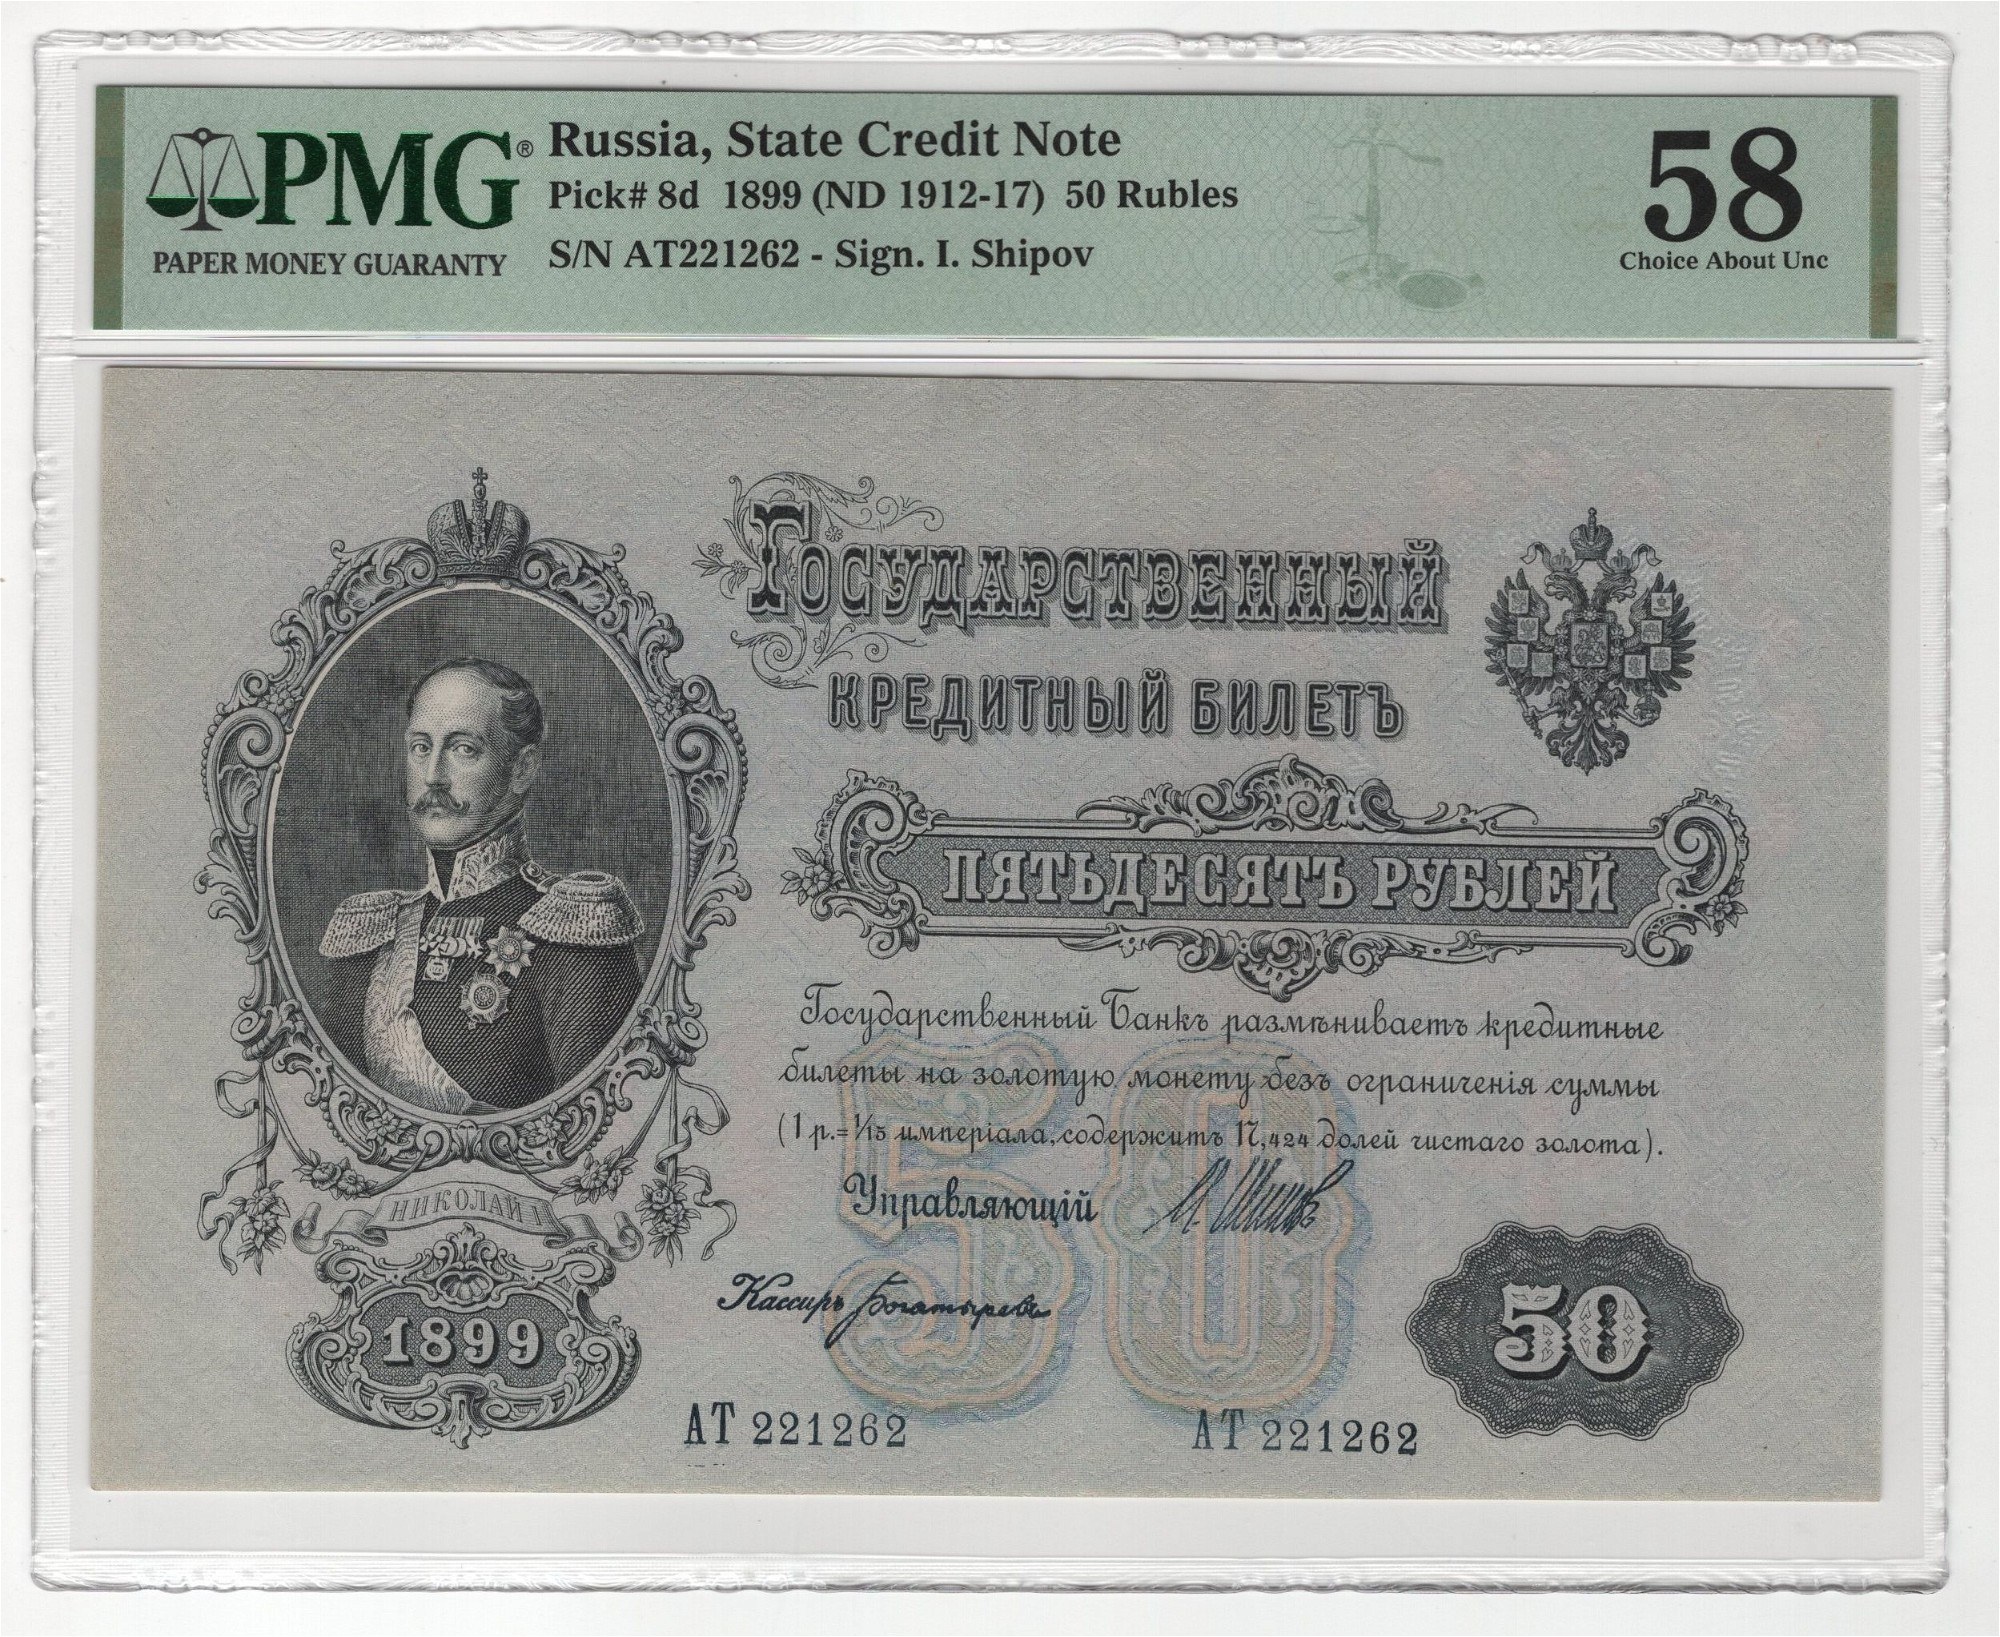 PMG®
PAPER MONEY GUARANTY
Russia, State Credit Note
Pick# 8d 1899 (ND 1912-17) 50 Rubles
S/N AT221262 - Sign. I. Shipov
58
Choice About Unc
Государственный
кредитный билетъ
ПЯТЬДЕСЯТЪ РУБЛЕЙ
Государственный Банкъ размѣниваетъ кредитные
билеты на золотую монету безъ ограниченія суммы
(1 р.= 1/15 имперіала, содержитъ 17,424 долей чистаго золота).
Управляющій И. Шиповъ
Кассиръ Богатыревъ
НИКОЛАЙ I
1899
50
50
АТ 221262
АТ 221262